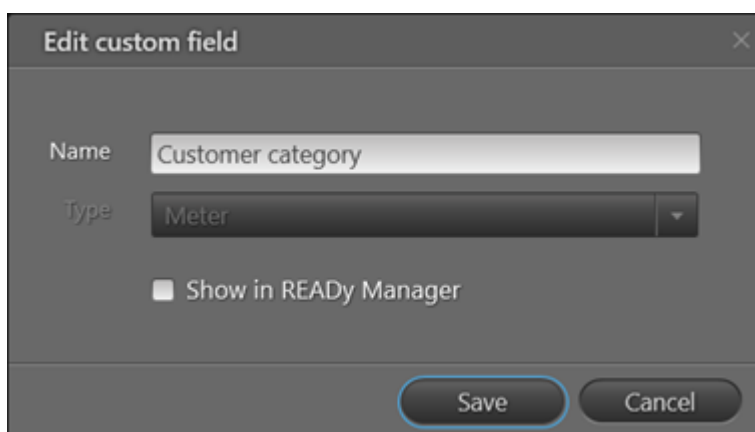 Edit custom field
Name Customer category
Type Meter
Show in READy Manager
Save Cancel